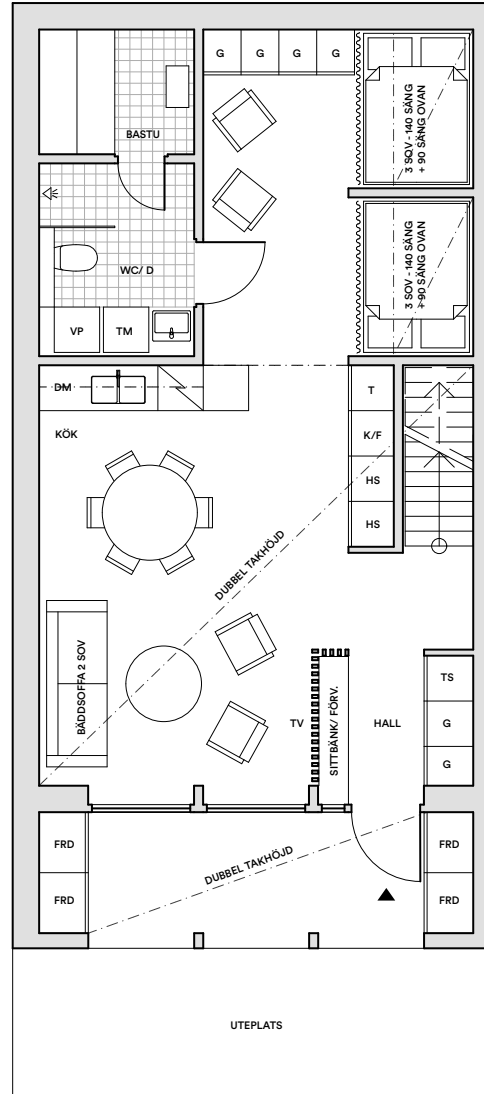 G G G G
BASTU
3 SOV - 140 SÄNG
+ 90 SÄNG OVAN
3 SOV - 140 SÄNG
+ 90 SÄNG OVAN
WC/ D
VP TM
DM
T
KÖK
K/F
HS
HS
DUBBEL TAKHÖJD
BÄDDSOFFA 2 SOV
TS
TV
SITTBÄNK/ FÖRV.
HALL
G
G
FRD
FRD
DUBBEL TAKHÖJD
FRD
FRD
UTEPLATS